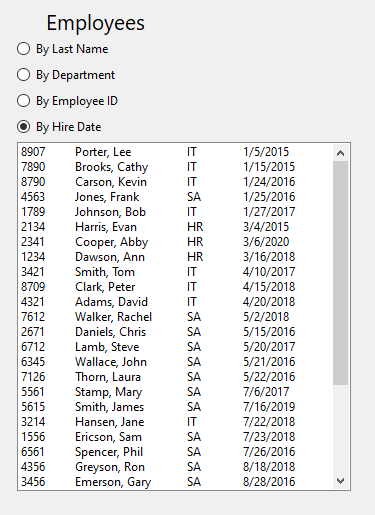 Employees
By Last Name
By Department
By Employee ID
By Hire Date
8907 Porter, Lee IT 1/5/2015
7890 Brooks, Cathy IT 1/15/2015
8790 Carson, Kevin IT 1/24/2016
4563 Jones, Frank SA 1/25/2016
1789 Johnson, Bob IT 1/27/2017
2134 Harris, Evan HR 3/4/2015
2341 Cooper, Abby HR 3/6/2020
1234 Dawson, Ann HR 3/16/2018
3421 Smith, Tom IT 4/10/2017
8709 Clark, Peter IT 4/15/2018
4321 Adams, David IT 4/20/2018
7612 Walker, Rachel SA 5/2/2018
2671 Daniels, Chris SA 5/15/2016
6712 Lamb, Steve SA 5/20/2017
6345 Wallace, John SA 5/21/2016
7126 Thorn, Laura SA 5/22/2016
5561 Stamp, Mary SA 7/6/2017
5615 Smith, James SA 7/16/2019
3214 Hansen, Jane IT 7/22/2018
1556 Ericson, Sam SA 7/23/2018
6561 Spencer, Phil SA 7/26/2016
4356 Greyson, Ron SA 8/18/2018
3456 Emerson, Gary SA 8/28/2016